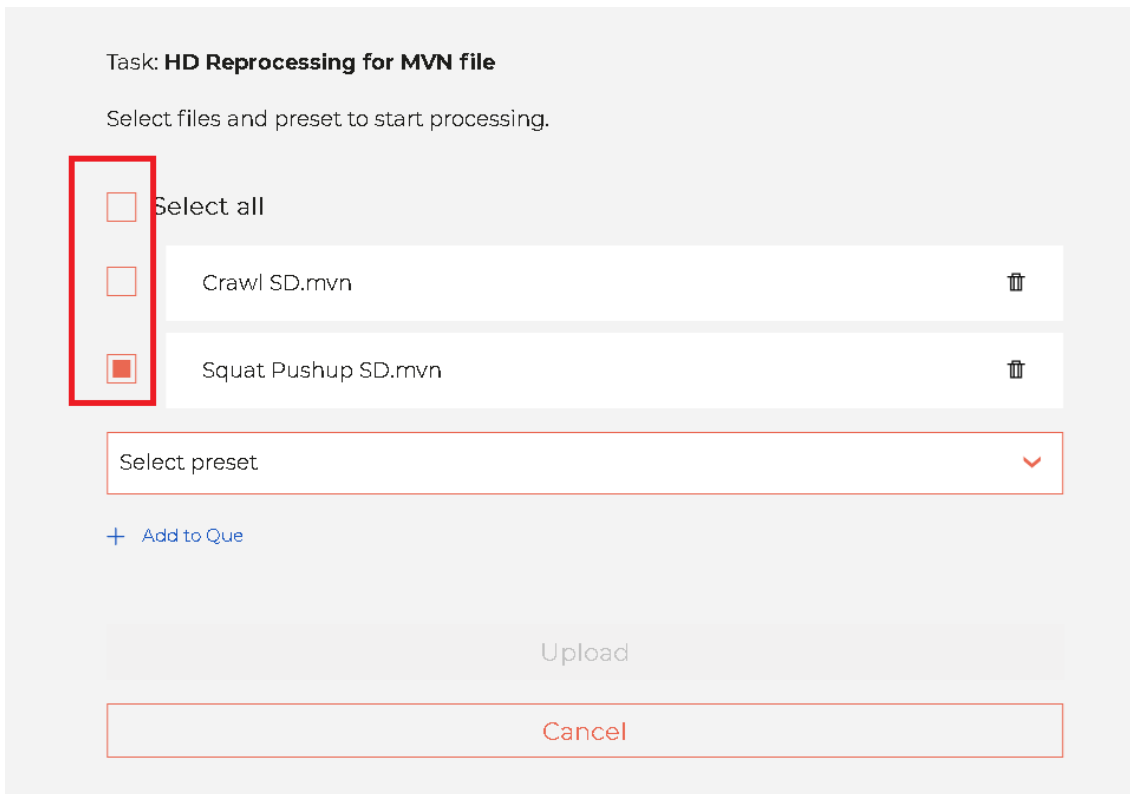 Task: HD Reprocessing for MVN file
Select files and preset to start processing.
Select all
Crawl SD.mvn
Squat Pushup SD.mvn
Select preset
+ Add to Que
Upload
Cancel